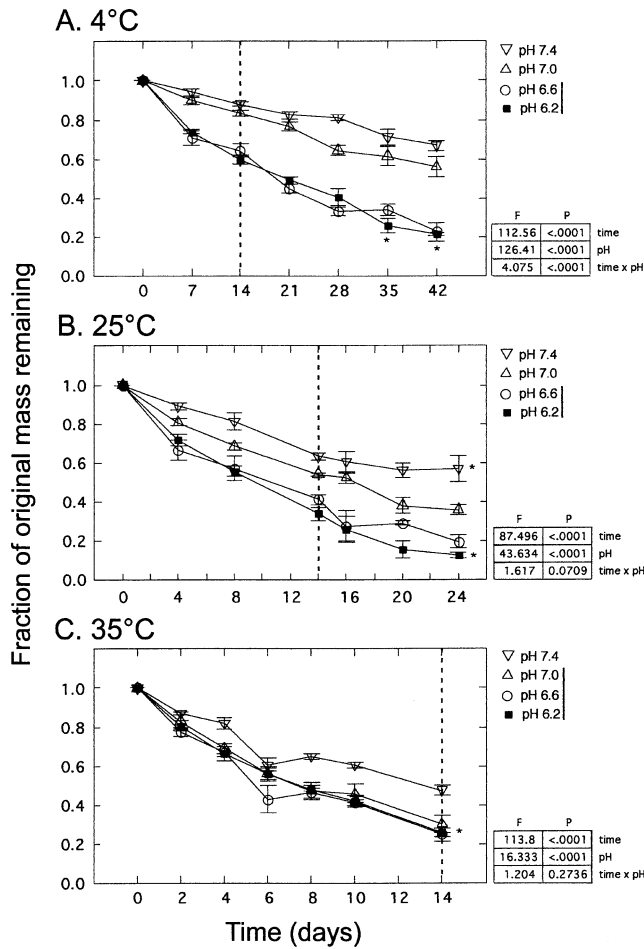 A. 4°C
1.0
0.8
0.6
0.4
0.2
0.0
0 7 14 21 28 35 42
* *
pH 7.4
pH 7.0
pH 6.6
pH 6.2
F P
112.56 <.0001 time
126.41 <.0001 pH
4.075 <.0001 time x pH
Fraction of original mass remaining
B. 25°C
1.0
0.8
0.6
0.4
0.2
0.0
0 4 8 12 16 20 24
*
*
pH 7.4
pH 7.0
pH 6.6
pH 6.2
F P
87.496 <.0001 time
43.634 <.0001 pH
1.617 0.0709 time x pH
C. 35°C
1.0
0.8
0.6
0.4
0.2
0.0
0 2 4 6 8 10 12 14
*
pH 7.4
pH 7.0
pH 6.6
pH 6.2
F P
113.8 <.0001 time
16.333 <.0001 pH
1.204 0.2736 time x pH
Time (days)